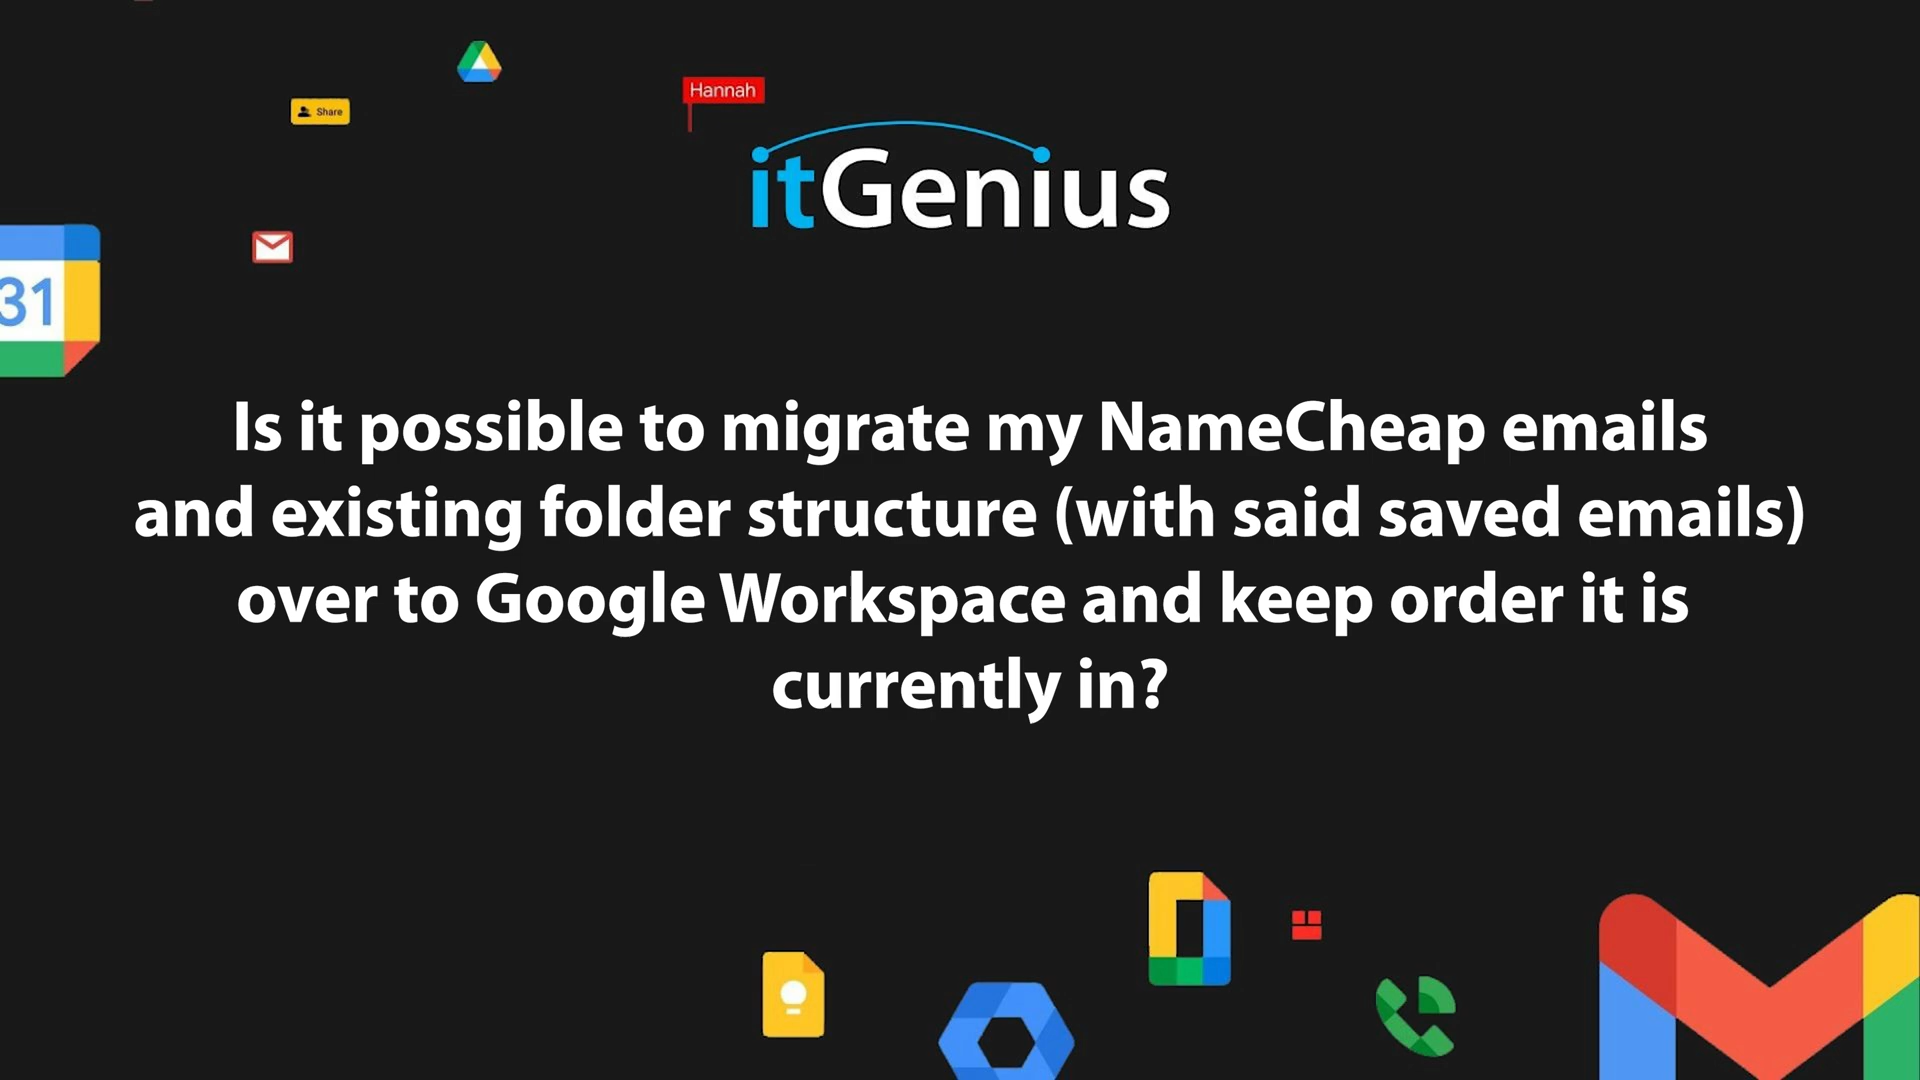 Hannah
Share
itGenius
31
Is it possible to migrate my NameCheap emails
and existing folder structure (with said saved emails)
over to Google Workspace and keep order it is
currently in?